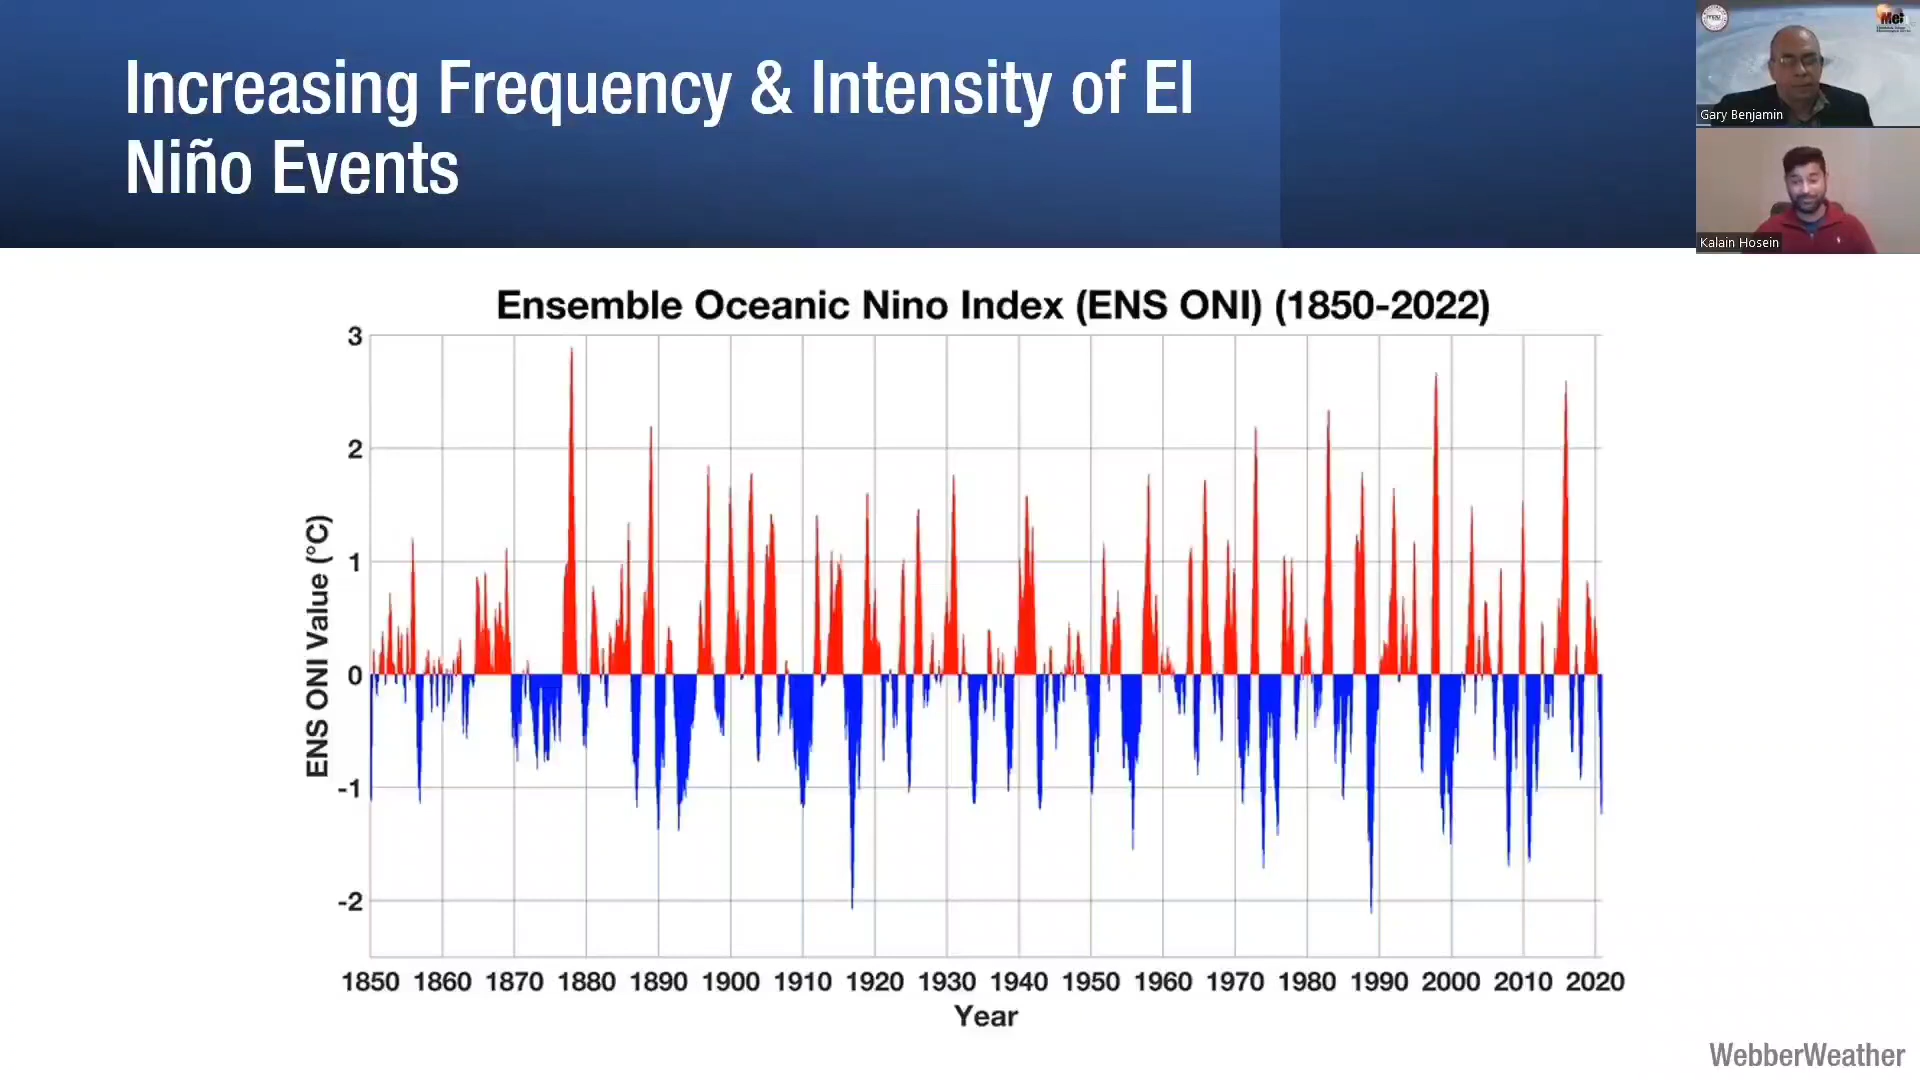 Increasing Frequency & Intensity of El
Niño Events
Gary Benjamin
Kalain Hosein
Ensemble Oceanic Nino Index (ENS ONI) (1850-2022)
3
2
1
0
-1
-2
ENS ONI Value (°C)
1850 1860 1870 1880 1890 1900 1910 1920 1930 1940 1950 1960 1970 1980 1990 2000 2010 2020
Year
WebberWeather